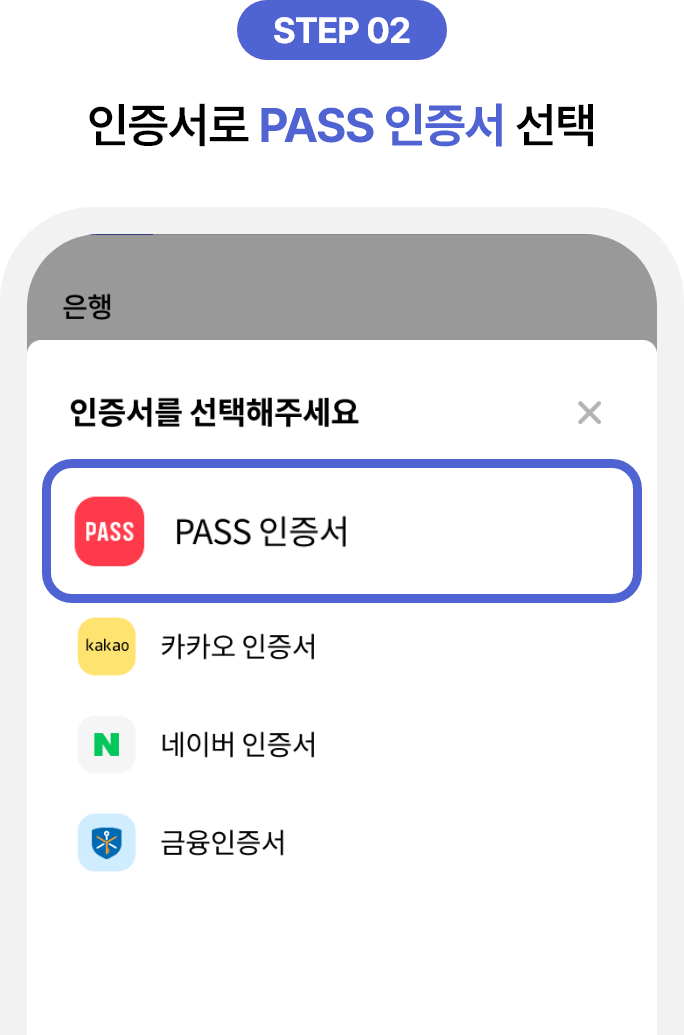 STEP 02
인증서로 PASS 인증서 선택
은행
인증서를 선택해주세요
PASS PASS 인증서
kakao 카카오 인증서
N 네이버 인증서
금융인증서